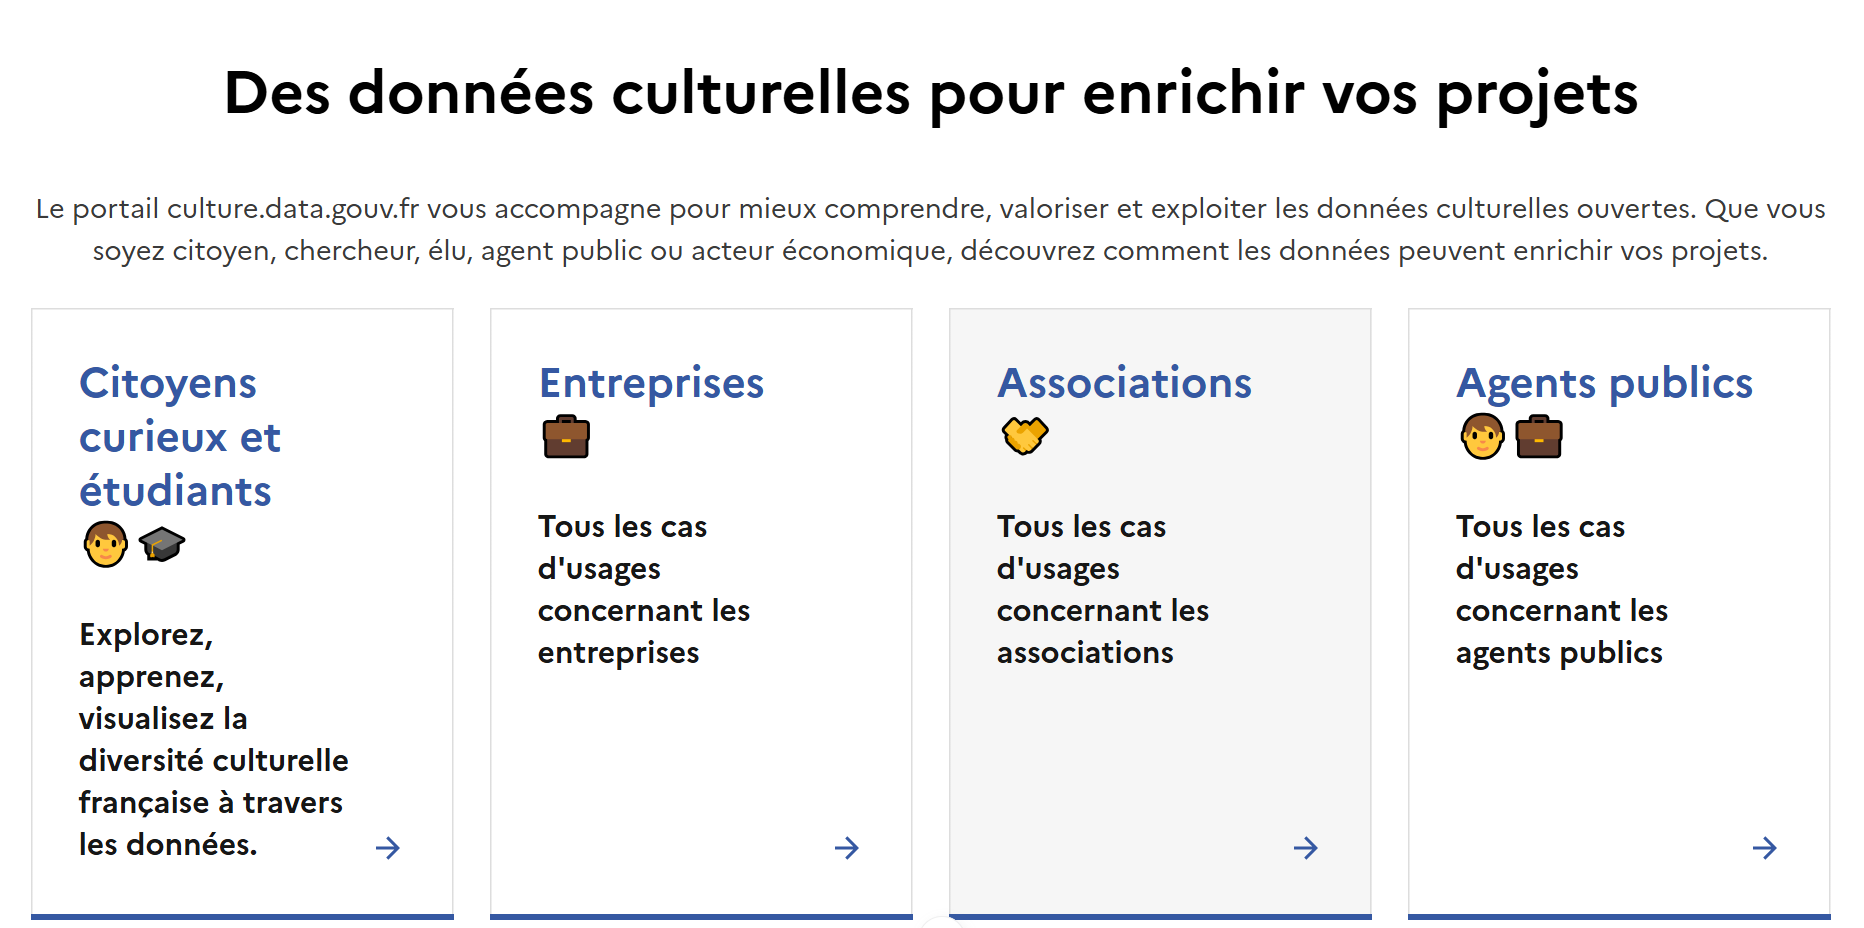 Des données culturelles pour enrichir vos projets
Le portail culture.data.gouv.fr vous accompagne pour mieux comprendre, valoriser et exploiter les données culturelles ouvertes. Que vous
soyez citoyen, chercheur, élu, agent public ou acteur économique, découvrez comment les données peuvent enrichir vos projets.
Citoyens
curieux et
étudiants
Explorez,
apprenez,
visualisez la
diversité culturelle
française à travers
les données.
Entreprises
Tous les cas
d'usages
concernant les
entreprises
Associations
Tous les cas
d'usages
concernant les
associations
Agents publics
Tous les cas
d'usages
concernant les
agents publics